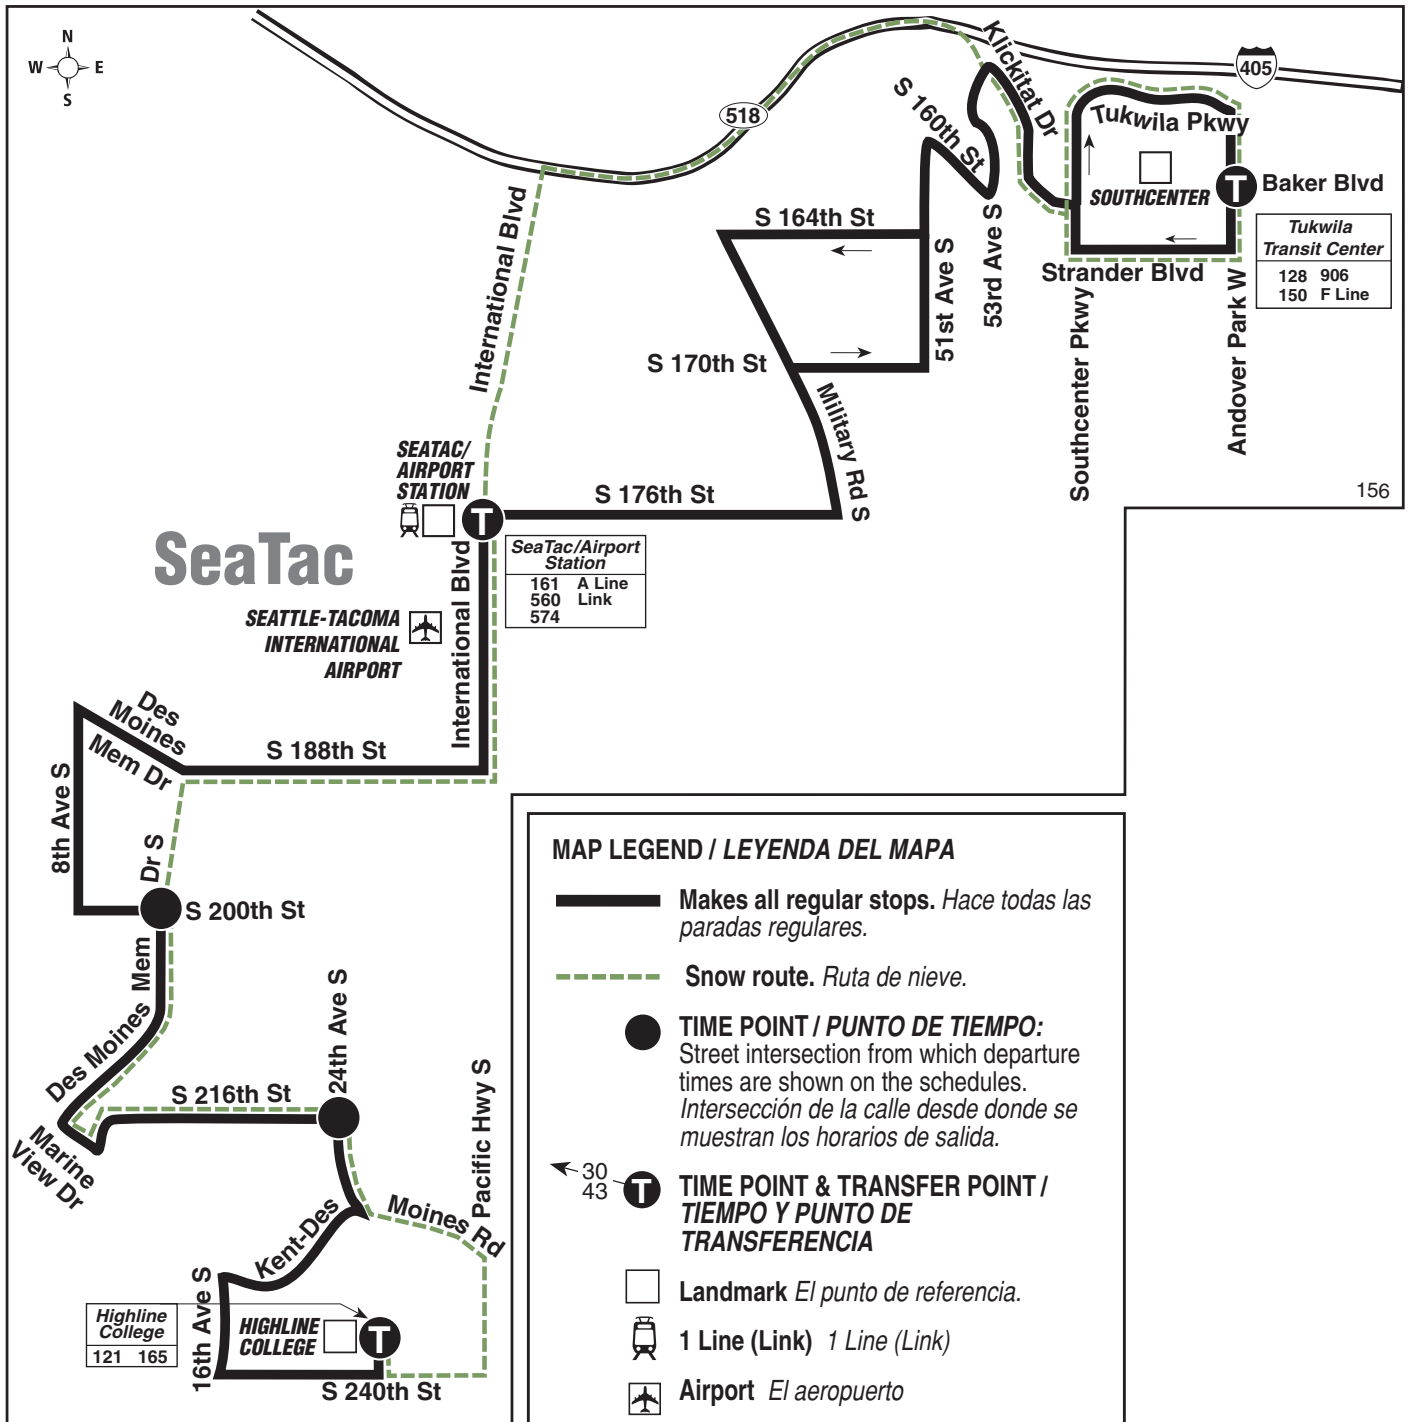 N
W E
S
405
518
Klickitat Dr
S 160th St
Tukwila Pkwy
SOUTHCENTER
T
Baker Blvd
Tukwila
Transit Center
128 906
150 F Line
International Blvd
S 164th St
51st Ave S
53rd Ave S
Strander Blvd
Southcenter Pkwy
Andover Park W
S 170th St
Military Rd S
156
SEATAC/
AIRPORT
STATION
T
S 176th St
SeaTac
SeaTac/Airport
Station
161 A Line
560 Link
574
International Blvd
SEATTLE-TACOMA
INTERNATIONAL
AIRPORT
Des
Moines
Mem Dr
S 188th St
8th Ave S
Dr S
S 200th St
Mem
Des Moines
24th Ave S
S 216th St
Marine
View Dr
Pacific Hwy S
Kent-Des
Moines Rd
16th Ave S
Highline
College
121 165
HIGHLINE
COLLEGE
T
S 240th St
MAP LEGEND / LEYENDA DEL MAPA
Makes all regular stops. Hace todas las
paradas regulares.
Snow route. Ruta de nieve.
TIME POINT / PUNTO DE TIEMPO:
Street intersection from which departure
times are shown on the schedules.
Intersección de la calle desde donde se
muestran los horarios de salida.
30
43
T
TIME POINT & TRANSFER POINT /
TIEMPO Y PUNTO DE
TRANSFERENCIA
Landmark El punto de referencia.
1 Line (Link) 1 Line (Link)
Airport El aeropuerto